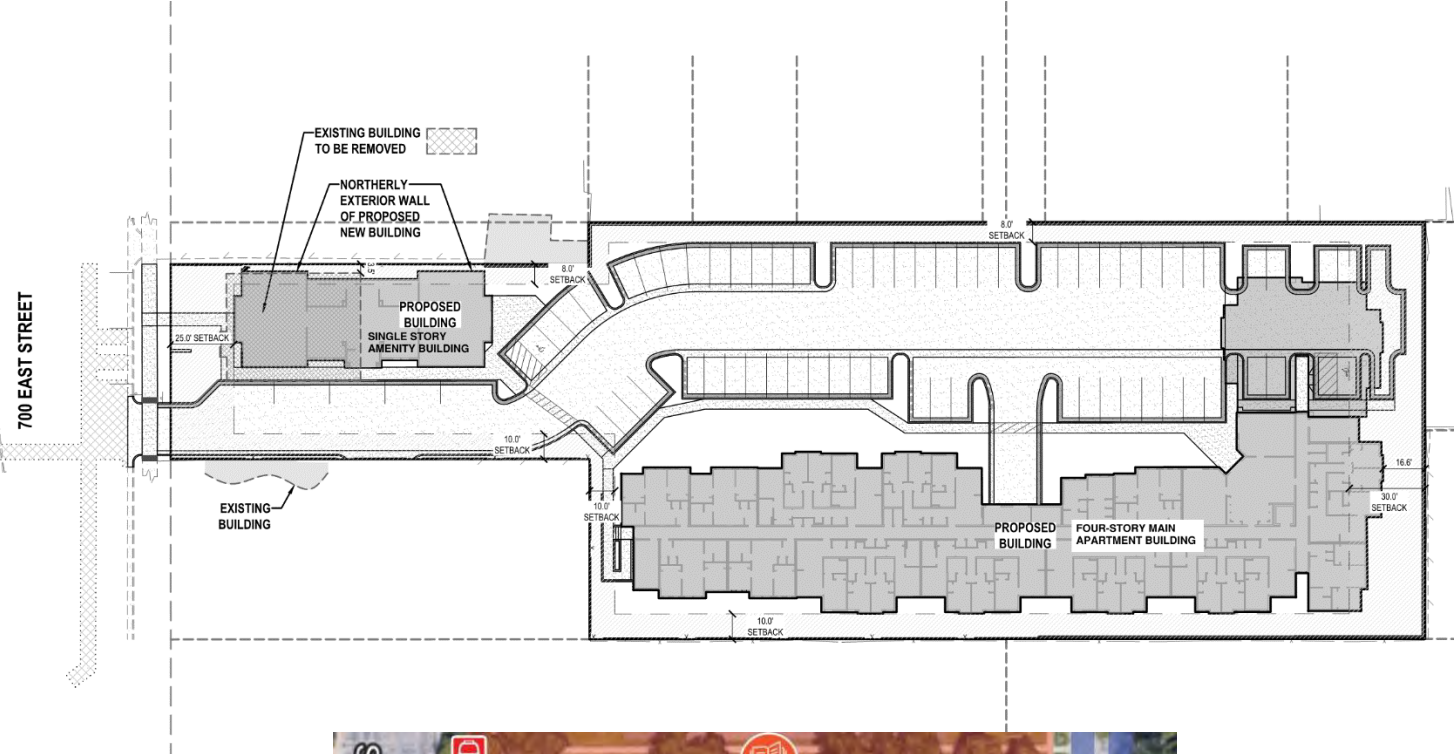 EXISTING BUILDING
TO BE REMOVED
NORTHERLY
EXTERIOR WALL
OF PROPOSED
NEW BUILDING
8.0'
SETBACK
8.0'
SETBACK
3.5'
PROPOSED
BUILDING
SINGLE STORY
AMENITY BUILDING
25.0' SETBACK
700 EAST STREET
10.0'
SETBACK
EXISTING
BUILDING
10.0'
SETBACK
PROPOSED
BUILDING
FOUR-STORY MAIN
APARTMENT BUILDING
16.6'
30.0'
SETBACK
10.0'
SETBACK